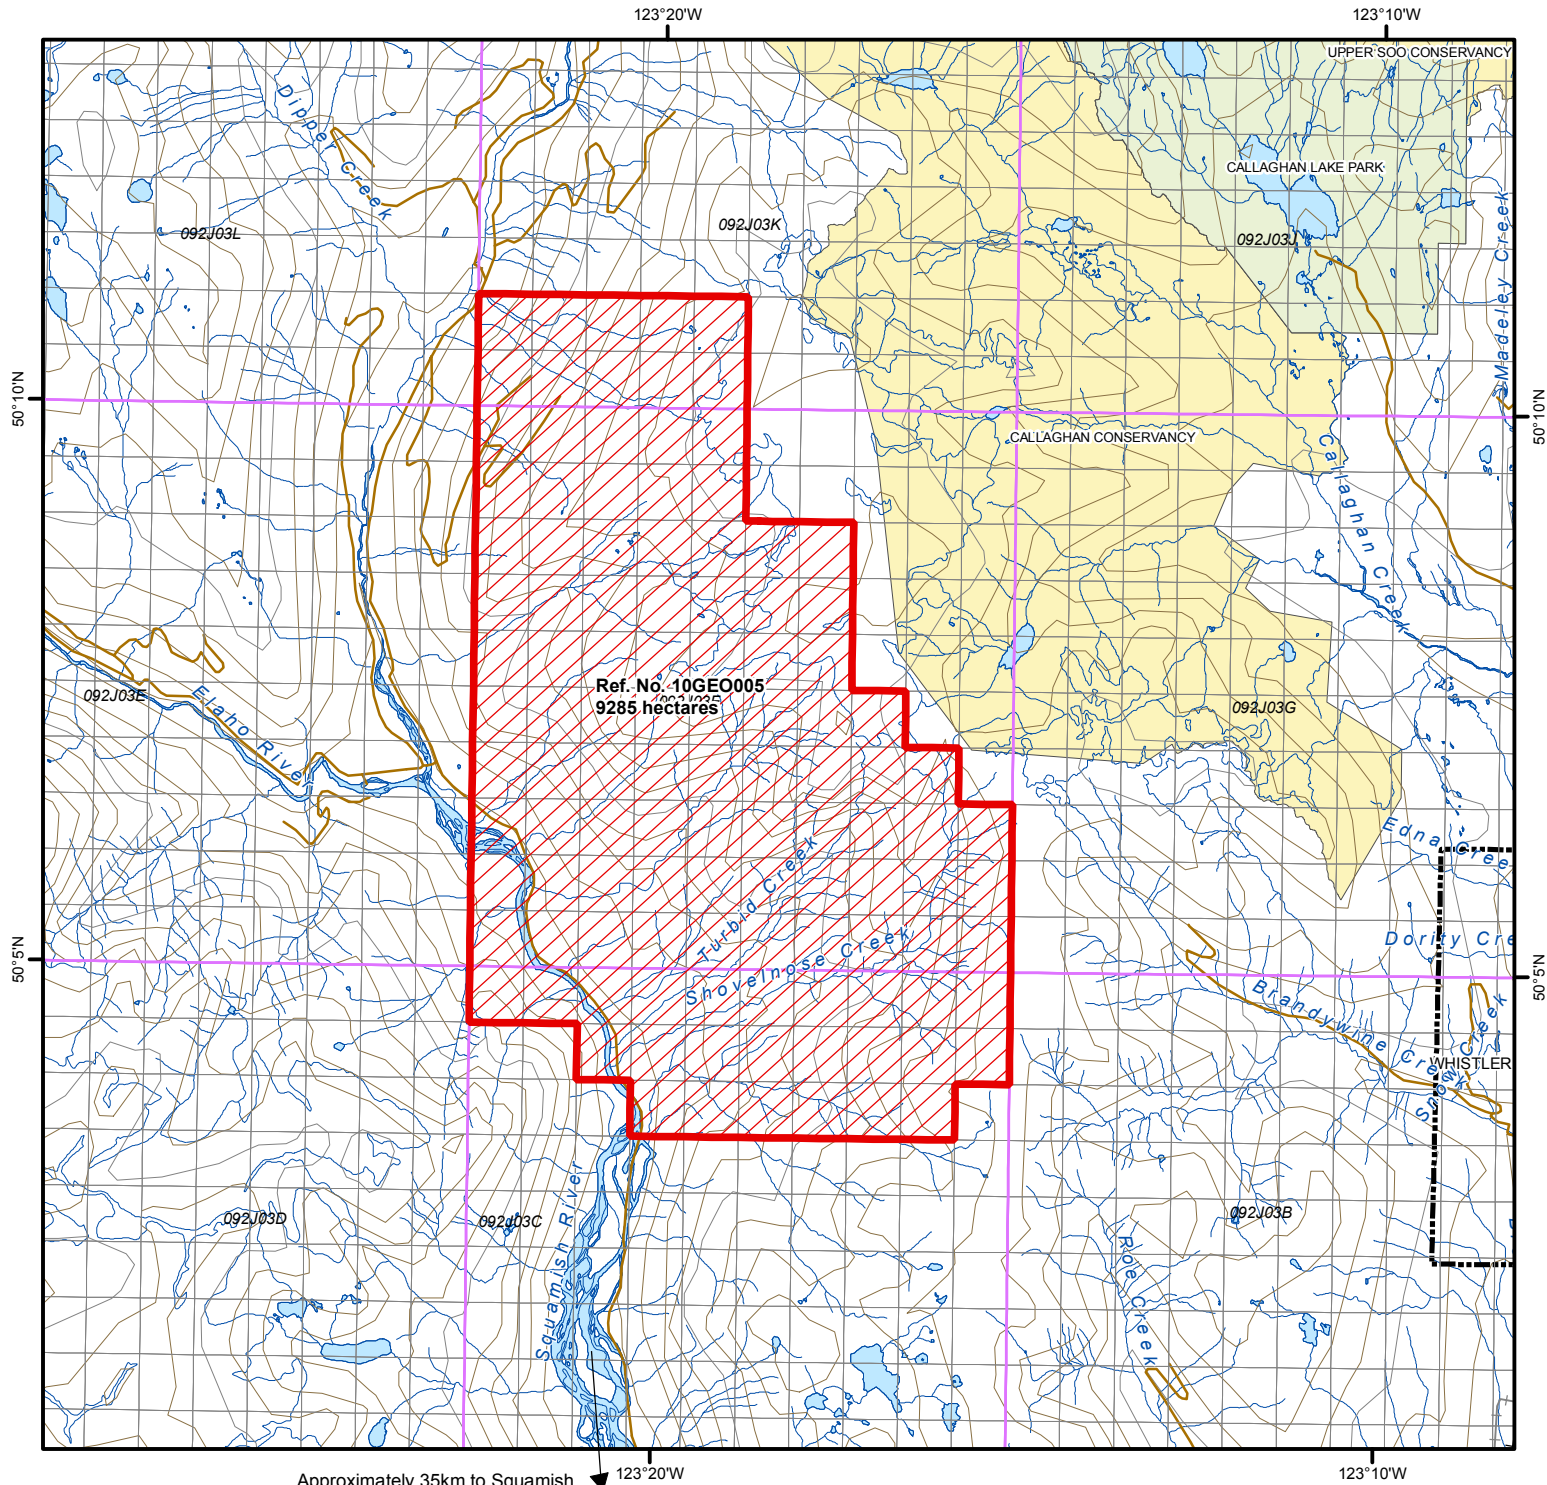 123°20'W
123°10'W
UPPER SOO CONSERVANCY
Dipper Creek
CALLAGHAN LAKE PARK
092J03L
092J03K
092J03J
Madeley Creek
50°10'N
50°10'N
CALLAGHAN CONSERVANCY
Callaghan Creek
092J03E
Elaho River
Ref. No. 10GEO005
9285 hectares
092J03G
Edna Cree
Turbid Creek
Shovelnose Creek
Dority Cre
50°5'N
50°5'N
Brandywine Creek
Snow Creek
WHISTLER
092J03D
092J03C
Squamish River
092J03B
Roe Creek
Approximately 35km to Squamish
123°20'W
123°10'W